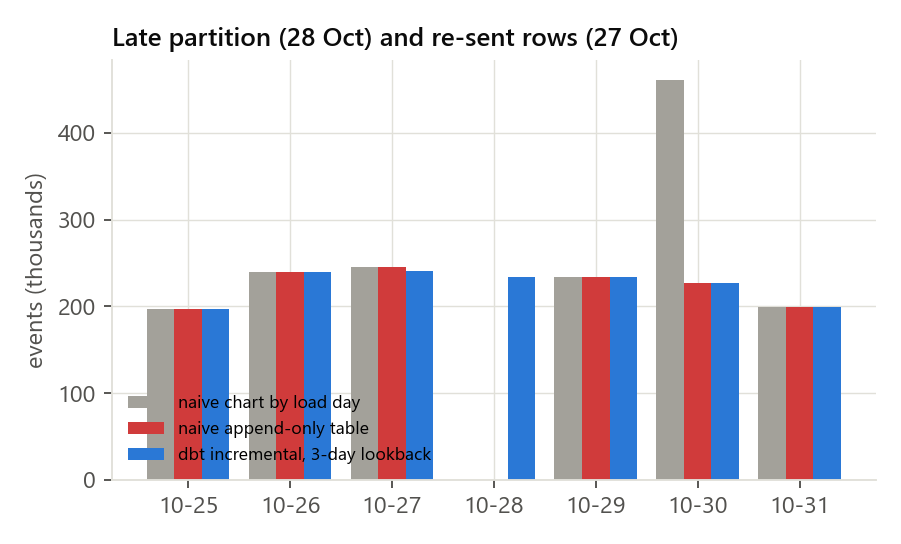 Late partition (28 Oct) and re-sent rows (27 Oct)
events (thousands)
400
300
200
100
0
naive chart by load day
naive append-only table
dbt incremental, 3-day lookback
10-25 10-26 10-27 10-28 10-29 10-30 10-31